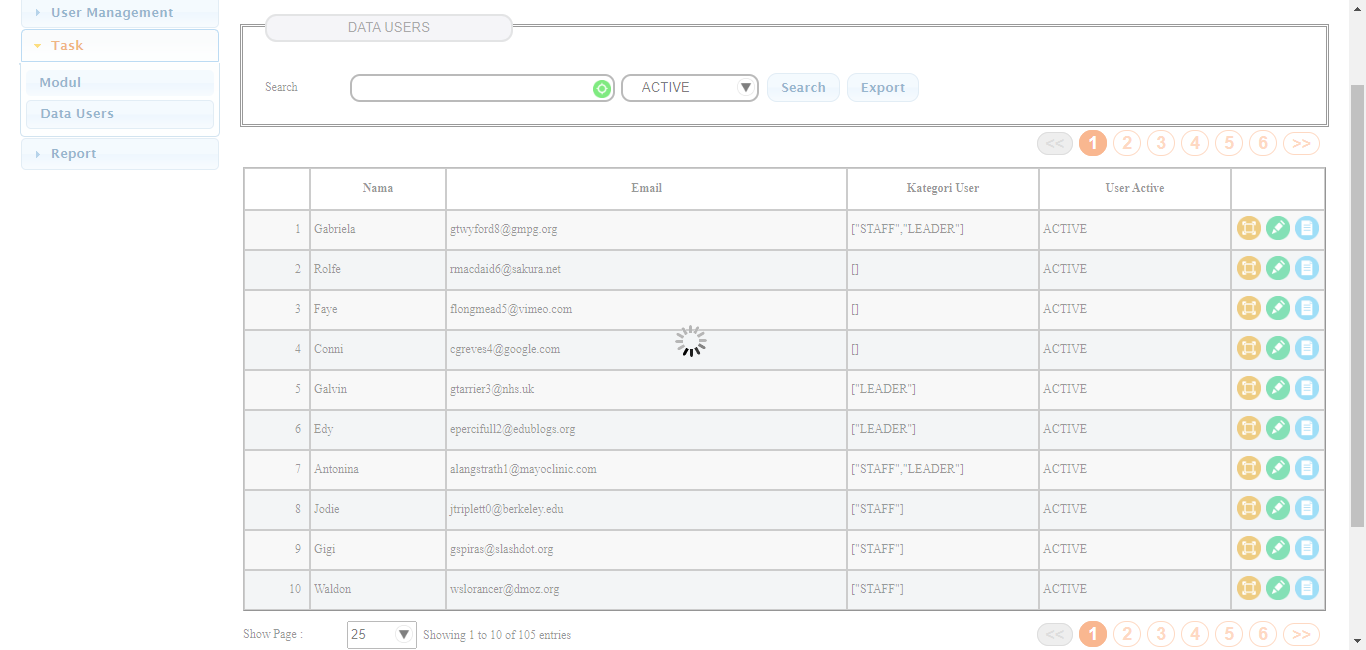 User Management
Task
Modul
Data Users
Report
DATA USERS
Search ACTIVE Search Export
<< 1 2 3 4 5 6 >>
Nama Email Kategori User User Active
1 Gabriela gtwyford8@gmpg.org ["STAFF","LEADER"] ACTIVE
2 Rolfe rmacdaid6@sakura.net [] ACTIVE
3 Faye flongmead5@vimeo.com [] ACTIVE
4 Conni cgreves4@google.com [] ACTIVE
5 Galvin gtarrier3@nhs.uk ["LEADER"] ACTIVE
6 Edy epercifull2@edublogs.org ["LEADER"] ACTIVE
7 Antonina alangstrath1@mayoclinic.com ["STAFF","LEADER"] ACTIVE
8 Jodie jtriplett0@berkeley.edu ["STAFF"] ACTIVE
9 Gigi gspiras@slashdot.org ["STAFF"] ACTIVE
10 Waldon wslorancer@dmoz.org ["STAFF"] ACTIVE
Show Page : 25 Showing 1 to 10 of 105 entries << 1 2 3 4 5 6 >>